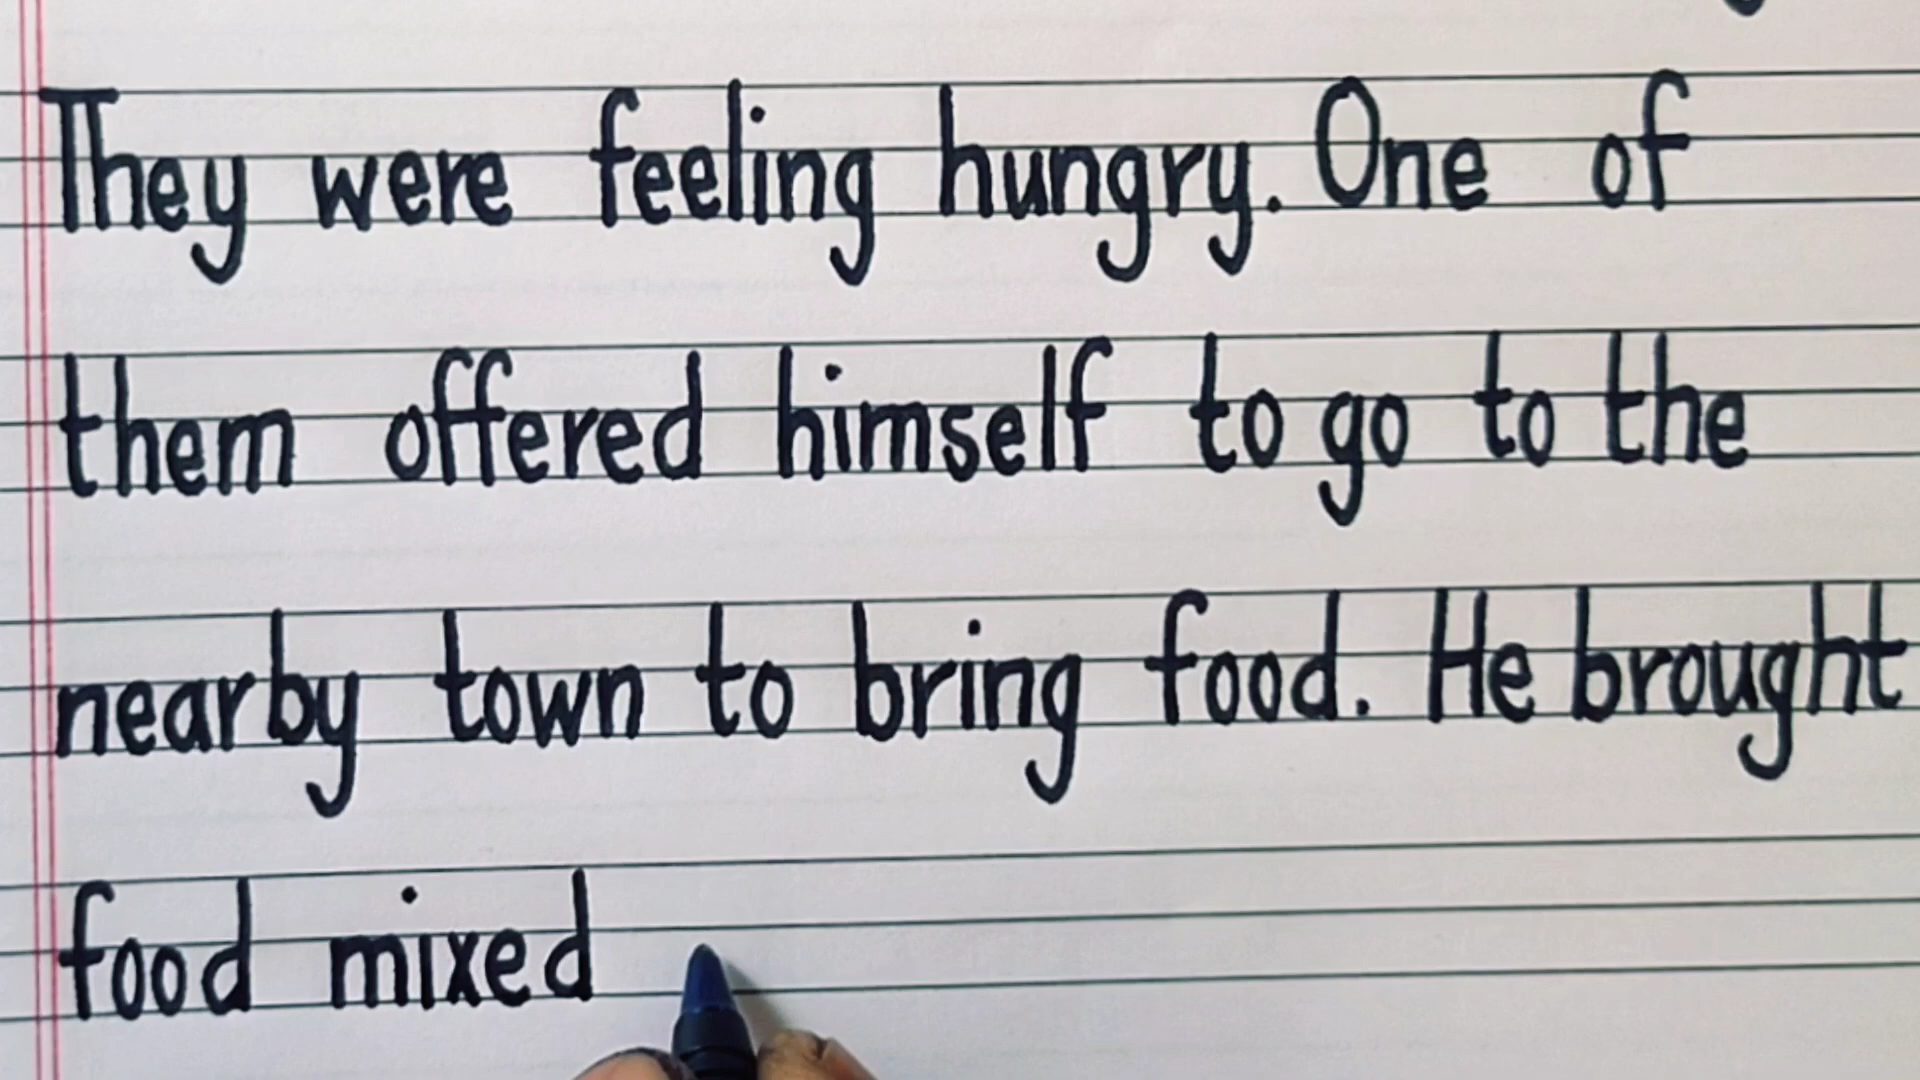 They were feeling hungry. One of
them offered himself to go to the
nearby town to bring food. He brought
food mixed